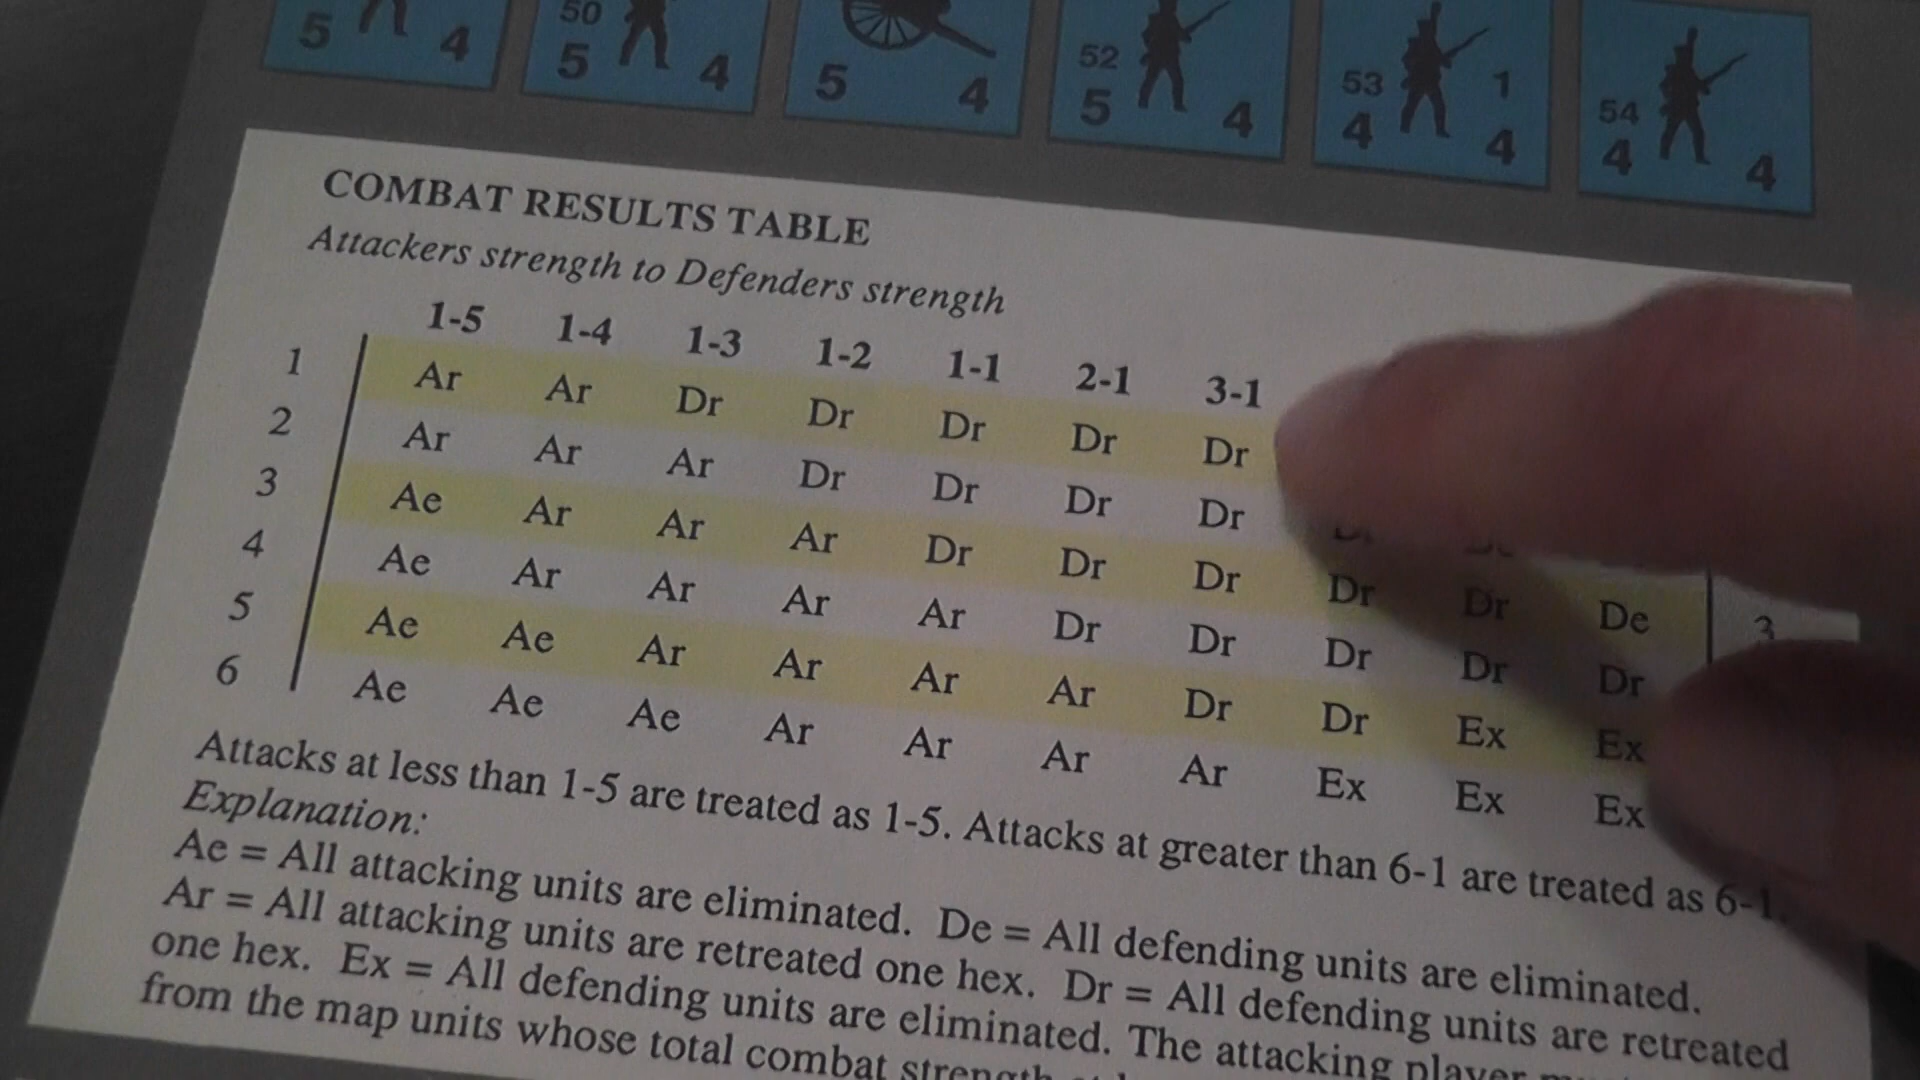 5 4
50
5 4
5 4
52
5 4
53 1
4 4
54
4 4
COMBAT RESULTS TABLE
Attackers strength to Defenders strength
1-5 1-4 1-3 1-2 1-1 2-1 3-1
1 Ar Ar Dr Dr Dr Dr Dr
2 Ar Ar Ar Dr Dr Dr Dr
3 Ae Ar Ar Ar Dr Dr Dr Dr Dr De 3
4 Ae Ar Ar Ar Ar Dr Dr Dr Dr Dr
5 Ae Ae Ar Ar Ar Ar Dr Dr Ex Ex
6 Ae Ae Ae Ar Ar Ar Ar Ex Ex Ex
Attacks at less than 1-5 are treated as 1-5. Attacks at greater than 6-1 are treated as 6-1.
Explanation:
Ae = All attacking units are eliminated. De = All defending units are eliminated.
Ar = All attacking units are retreated one hex. Dr = All defending units are retreated
one hex. Ex = All defending units are eliminated. The attacking player
from the map units whose total combat strength